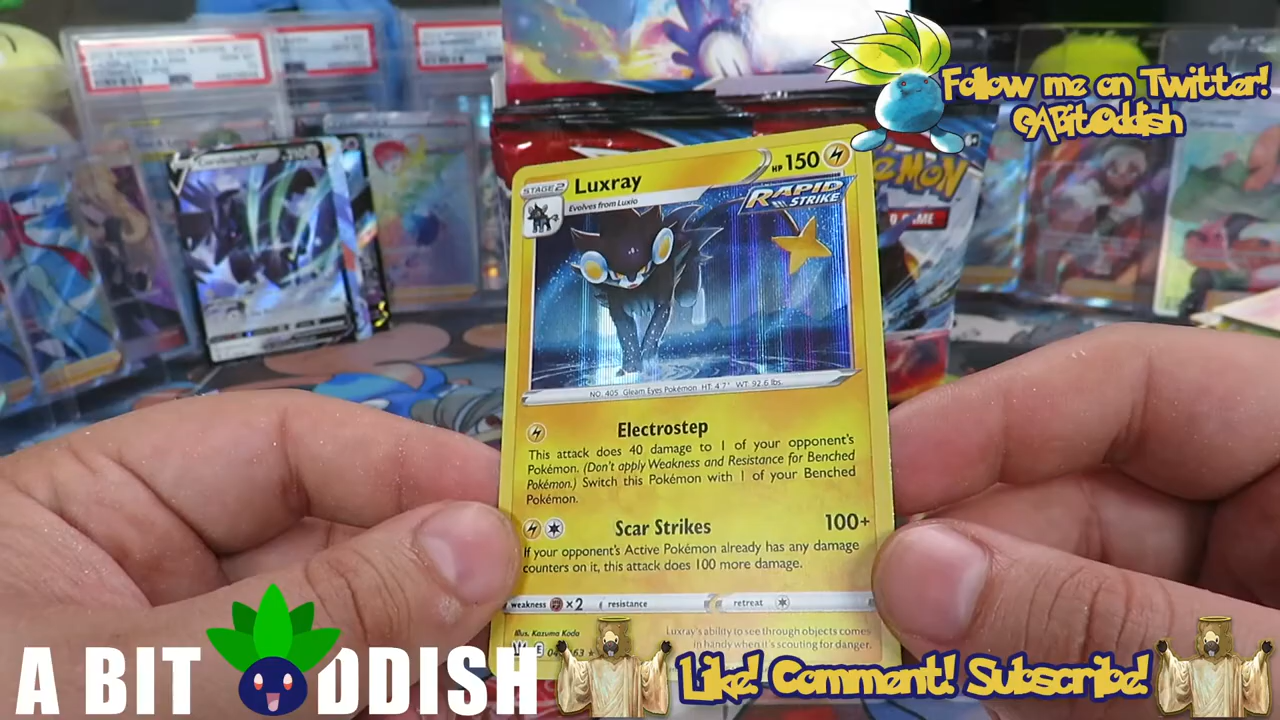 Follow me on Twitter!
@ABitOddish
STAGE 2 Luxray HP 150
Evolves from Luxio
RAPID
STRIKE
NO. 405 Gleam Eyes Pokémon HT: 4'7" WT: 92.6 lbs.
Electrostep
This attack does 40 damage to 1 of your opponent's
Pokémon. (Don't apply Weakness and Resistance for Benched
Pokémon.) Switch this Pokémon with 1 of your Benched
Pokémon.
Scar Strikes 100+
If your opponent's Active Pokémon already has any damage
counters on it, this attack does 100 more damage.
weakness ×2 resistance retreat
Illus. Kazuma Koda
Luxray's ability to see through objects comes
in handy when it's scouting for danger.
A BIT ODDISH
Like! Comment! Subscribe!